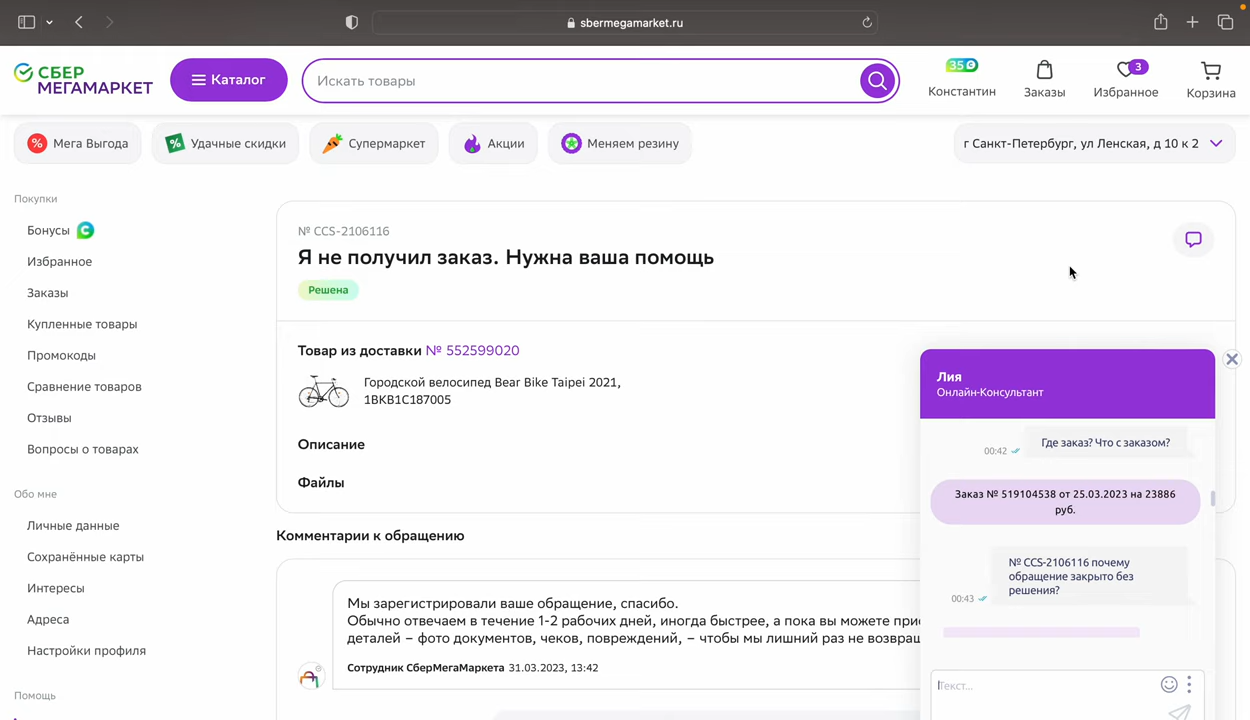 sbermegamarket.ru
СБЕР
МЕГАМАРКЕТ
Каталог
Искать товары
35
Константин
Заказы
3
Избранное
Корзина
Мега Выгода
Удачные скидки
Супермаркет
Акции
Меняем резину
г Санкт-Петербург, ул Ленская, д 10 к 2
Покупки
Бонусы
Избранное
Заказы
Купленные товары
Промокоды
Сравнение товаров
Отзывы
Вопросы о товарах
Обо мне
Личные данные
Сохранённые карты
Интересы
Адреса
Настройки профиля
Помощь
№ CCS-2106116
Я не получил заказ. Нужна ваша помощь
Решена
Товар из доставки № 552599020
Городской велосипед Bear Bike Taipei 2021,
1BKB1C187005
Описание
Файлы
Комментарии к обращению
Мы зарегистрировали ваше обращение, спасибо.
Обычно отвечаем в течение 1-2 рабочих дней, иногда быстрее, а пока вы можете
деталей – фото документов, чеков, повреждений, – чтобы мы лишний раз не
Сотрудник СберМегаМаркета 31.03.2023, 13:42
Лия
Онлайн-Консультант
Где заказ? Что с заказом?
00:42
Заказ № 519104538 от 25.03.2023 на 23886
руб.
№ CCS-2106116 почему
обращение закрыто без
решения?
00:43
Текст...